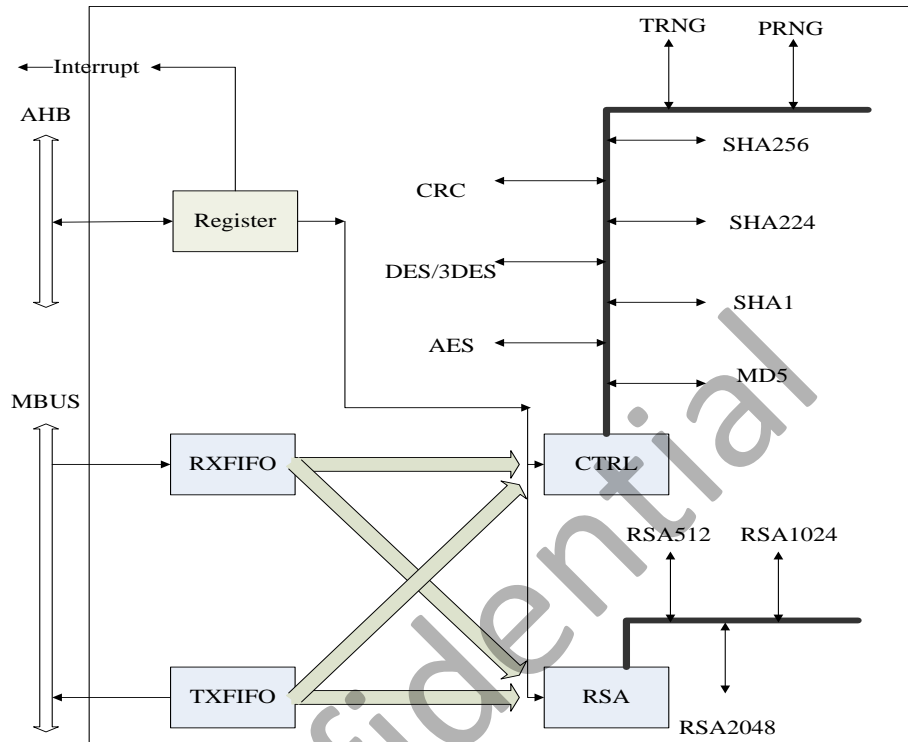 TRNG
PRNG
Interrupt
AHB
SHA256
CRC
Register
SHA224
DES/3DES
SHA1
AES
MD5
MBUS
RXFIFO
CTRL
RSA512
RSA1024
TXFIFO
RSA
RSA2048
fidential